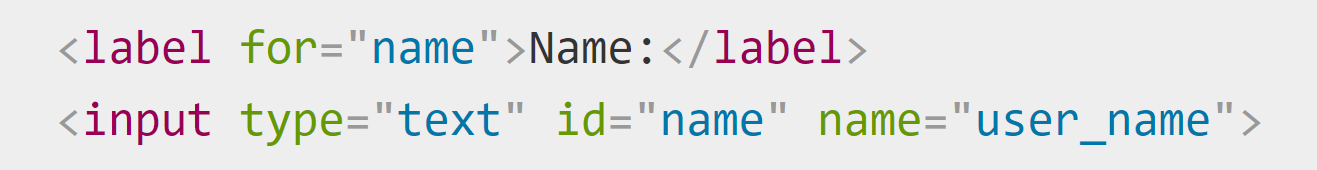 <label for="name">Name:</label>
<input type="text" id="name" name="user_name">